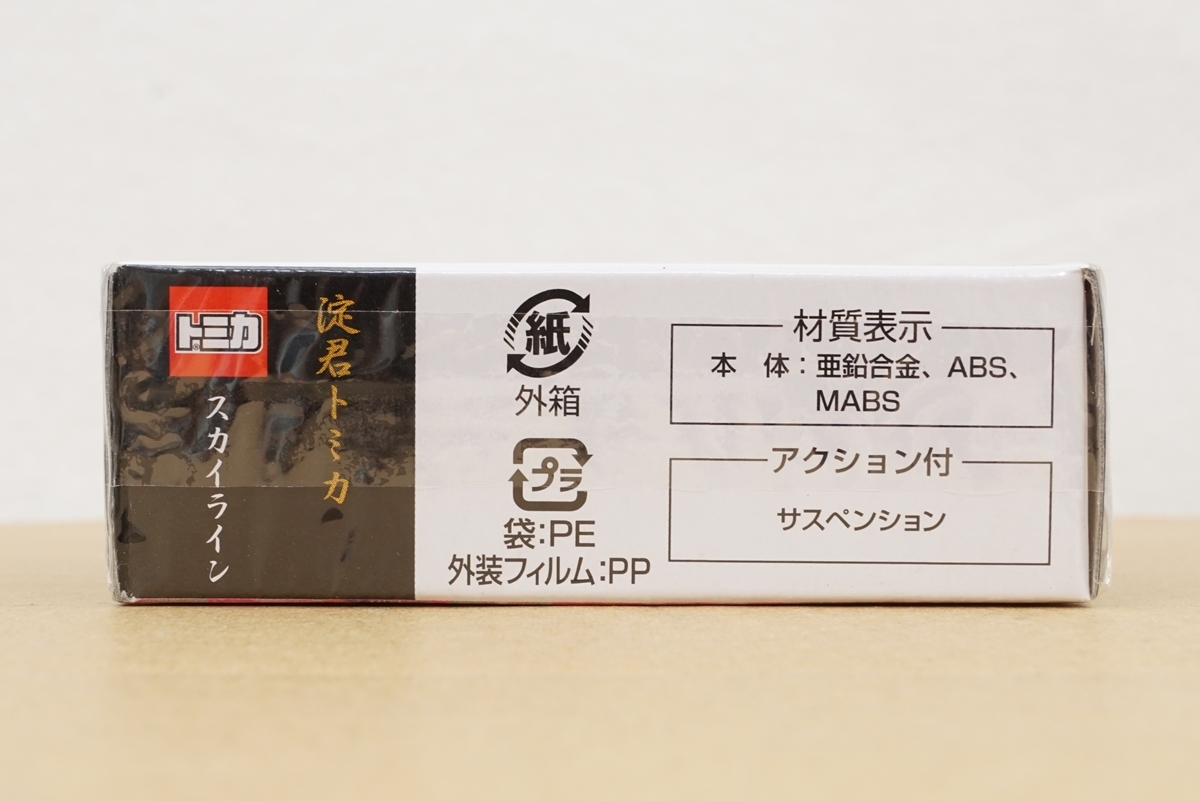 トミカ
®
淀君トミカ
スカイライン
紙
外箱
プラ
袋:PE
外装フィルム:PP
材質表示
本 体:亜鉛合金、ABS、
MABS
アクション付
サスペンション